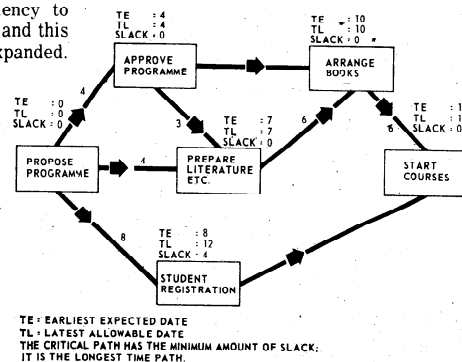 iency to
and this
xpanded.
TE : 4
TL : 4
SLACK : 0
APPROVE
PROGRAMME
TE : 10
TL : 10
SLACK : 0
ARRANGE
BOOKS
4
TE : 0
TL : 0
SLACK : 0
3
TE : 7
TL : 7
SLACK : 0
6
6
TE : 1
TL : 1
SLACK : 0
PROPOSE
PROGRAMME
4
PREPARE
LITERATURE
ETC.
START
COURSES
8
TE : 8
TL : 12
SLACK : 4
STUDENT
REGISTRATION
TE : EARLIEST EXPECTED DATE
TL : LATEST ALLOWABLE DATE
THE CRITICAL PATH HAS THE MINIMUM AMOUNT OF SLACK:
IT IS THE LONGEST TIME PATH.